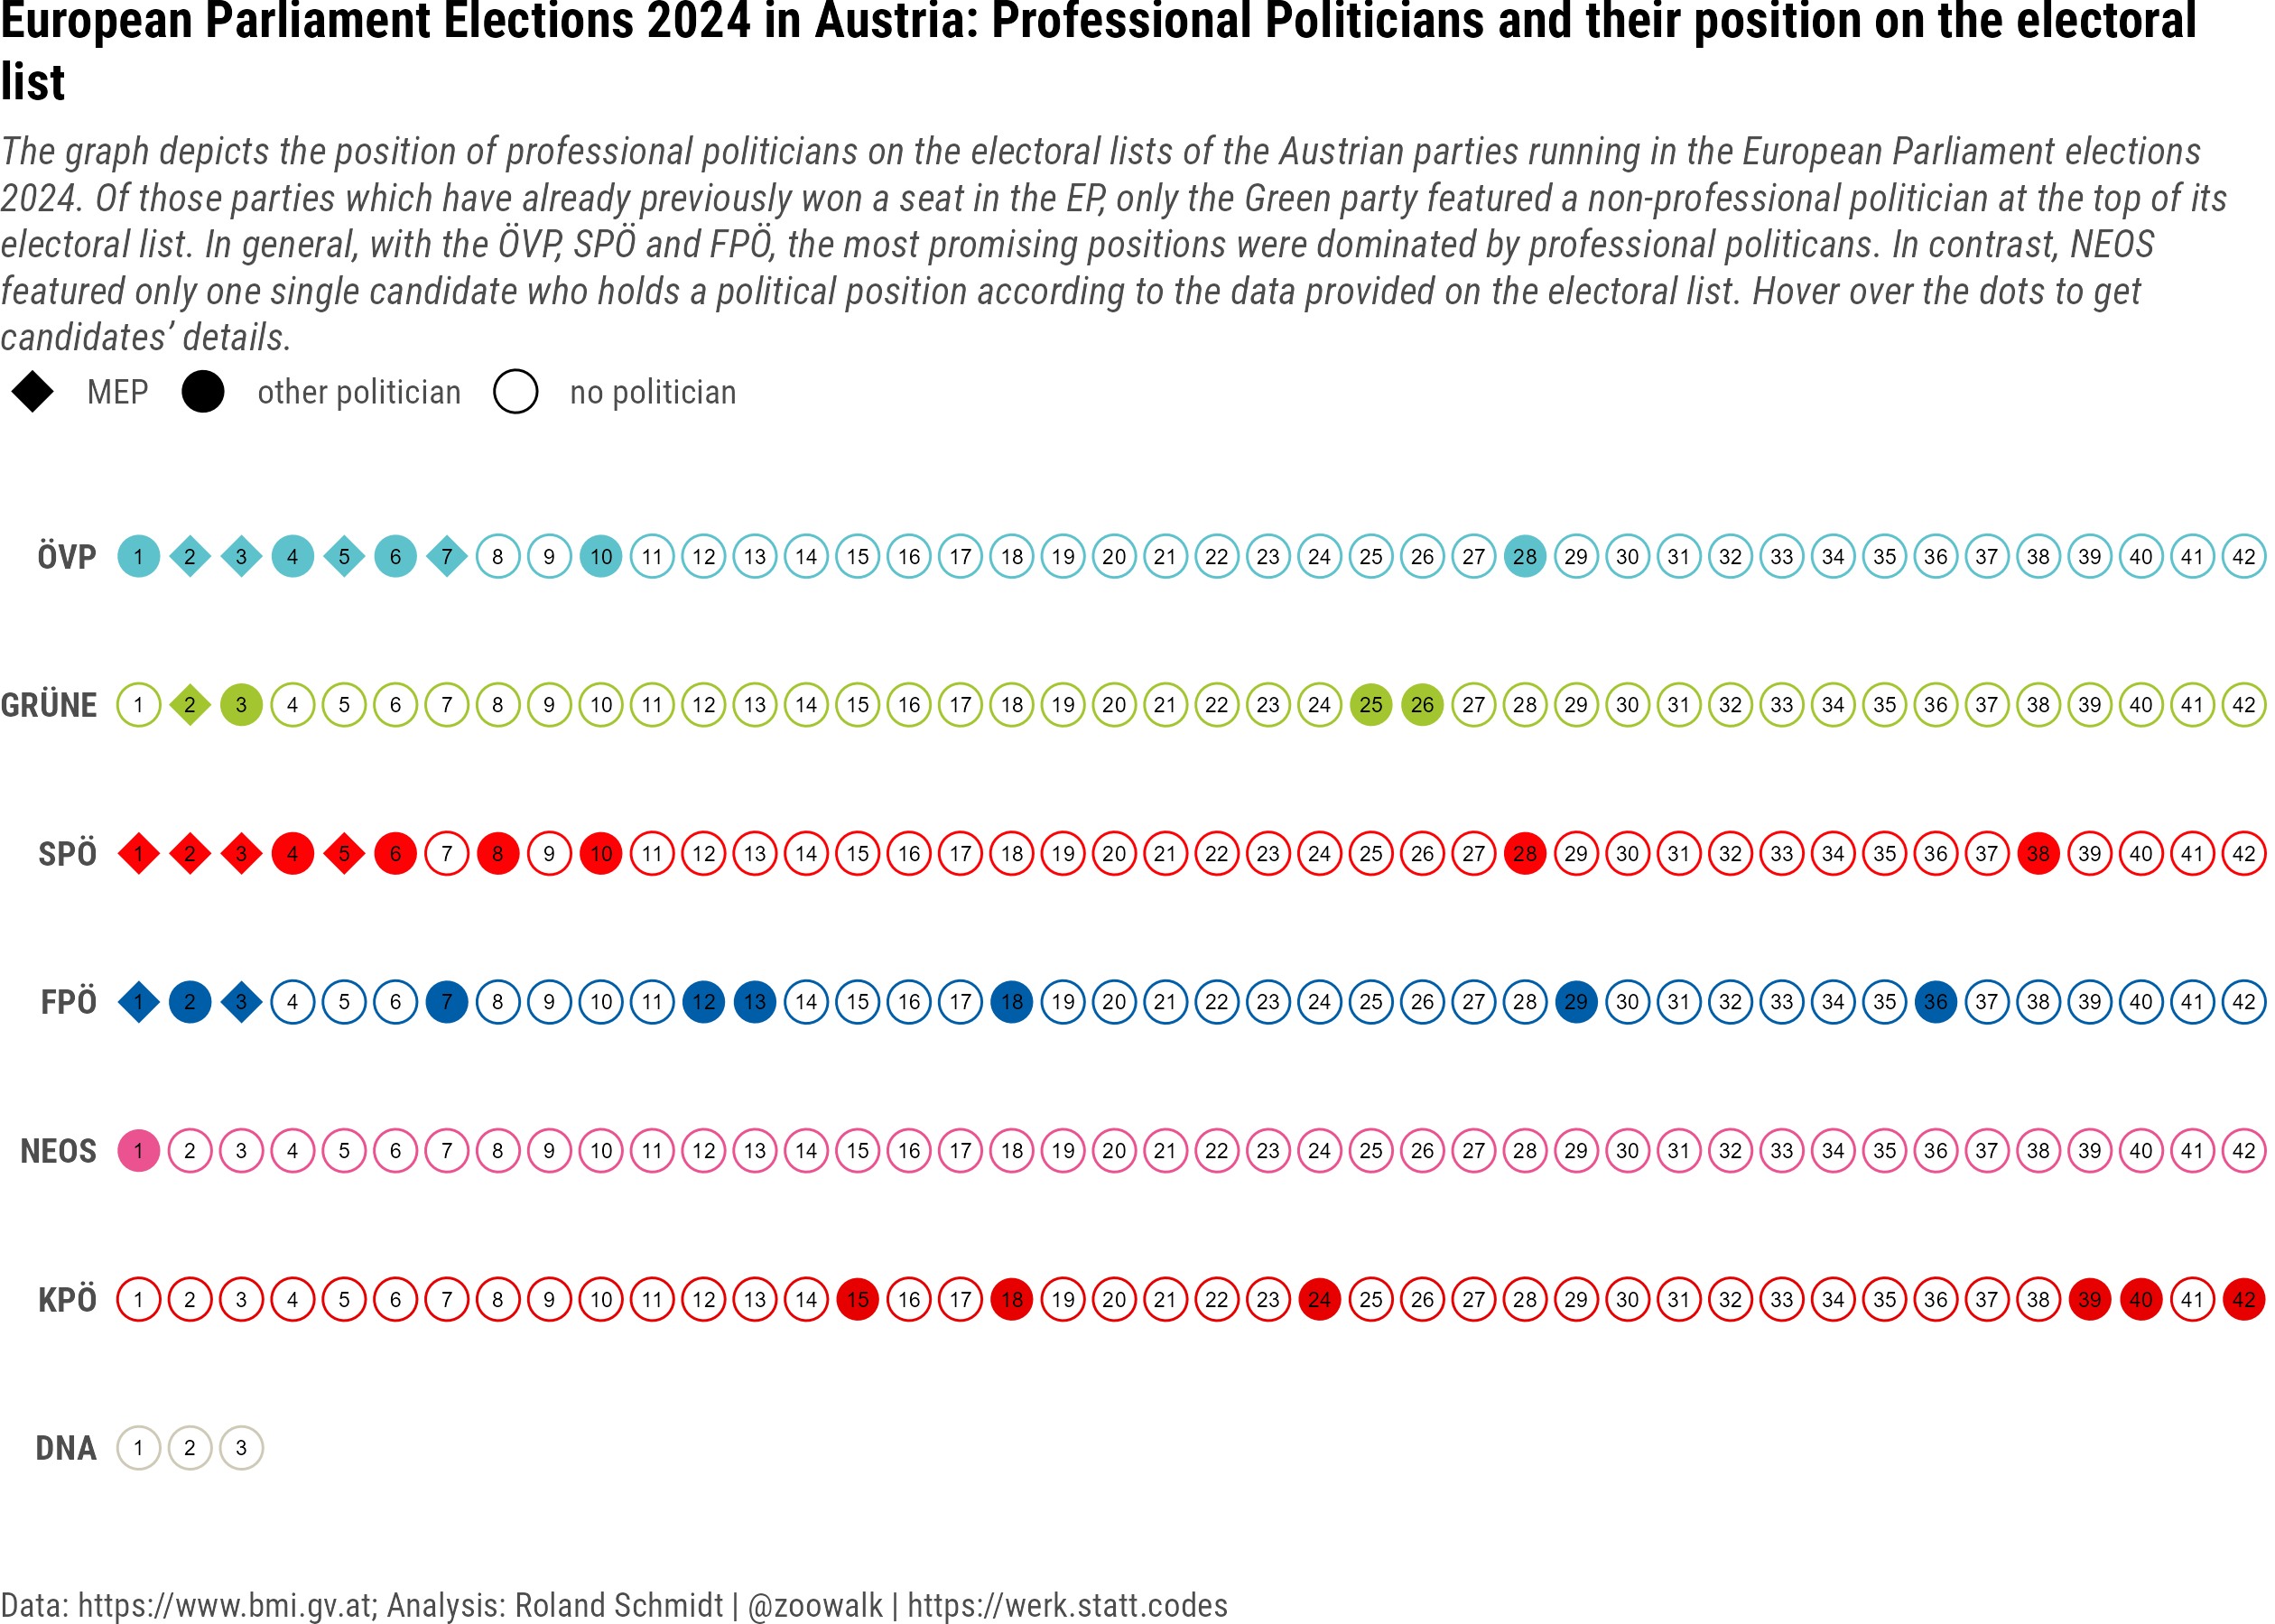 European Parliament Elections 2024 in Austria: Professional Politicians and their position on the electoral
list
The graph depicts the position of professional politicians on the electoral lists of the Austrian parties running in the European Parliament elections
2024. Of those parties which have already previously won a seat in the EP, only the Green party featured a non-professional politician at the top of its
electoral list. In general, with the ÖVP, SPÖ and FPÖ, the most promising positions were dominated by professional politicans. In contrast, NEOS
featured only one single candidate who holds a political position according to the data provided on the electoral list. Hover over the dots to get
candidates’ details.
MEP other politician no politician
ÖVP 1 2 3 4 5 6 7 8 9 10 11 12 13 14 15 16 17 18 19 20 21 22 23 24 25 26 27 28 29 30 31 32 33 34 35 36 37 38 39 40 41 42
GRÜNE 1 2 3 4 5 6 7 8 9 10 11 12 13 14 15 16 17 18 19 20 21 22 23 24 25 26 27 28 29 30 31 32 33 34 35 36 37 38 39 40 41 42
SPÖ 1 2 3 4 5 6 7 8 9 10 11 12 13 14 15 16 17 18 19 20 21 22 23 24 25 26 27 28 29 30 31 32 33 34 35 36 37 38 39 40 41 42
FPÖ 1 2 3 4 5 6 7 8 9 10 11 12 13 14 15 16 17 18 19 20 21 22 23 24 25 26 27 28 29 30 31 32 33 34 35 36 37 38 39 40 41 42
NEOS 1 2 3 4 5 6 7 8 9 10 11 12 13 14 15 16 17 18 19 20 21 22 23 24 25 26 27 28 29 30 31 32 33 34 35 36 37 38 39 40 41 42
KPÖ 1 2 3 4 5 6 7 8 9 10 11 12 13 14 15 16 17 18 19 20 21 22 23 24 25 26 27 28 29 30 31 32 33 34 35 36 37 38 39 40 41 42
DNA 1 2 3
Data: https://www.bmi.gv.at; Analysis: Roland Schmidt | @zoowalk | https://werk.statt.codes